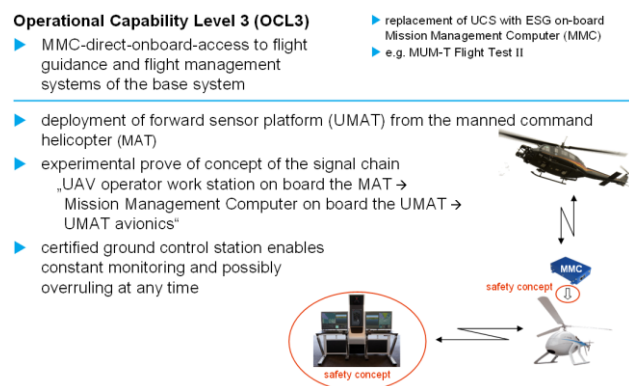 Operational Capability Level 3 (OCL3)
MMC-direct-onboard-access to flight
guidance and flight management
systems of the base system
replacement of UCS with ESG on-board
Mission Management Computer (MMC)
e.g. MUM-T Flight Test II
deployment of forward sensor platform (UMAT) from the manned command
helicopter (MAT)
experimental prove of concept of the signal chain
„UAV operator work station on board the MAT →
Mission Management Computer on board the UMAT →
UMAT avionics“
certified ground control station enables
constant monitoring and possibly
overruling at any time
MMC
safety concept
safety concept